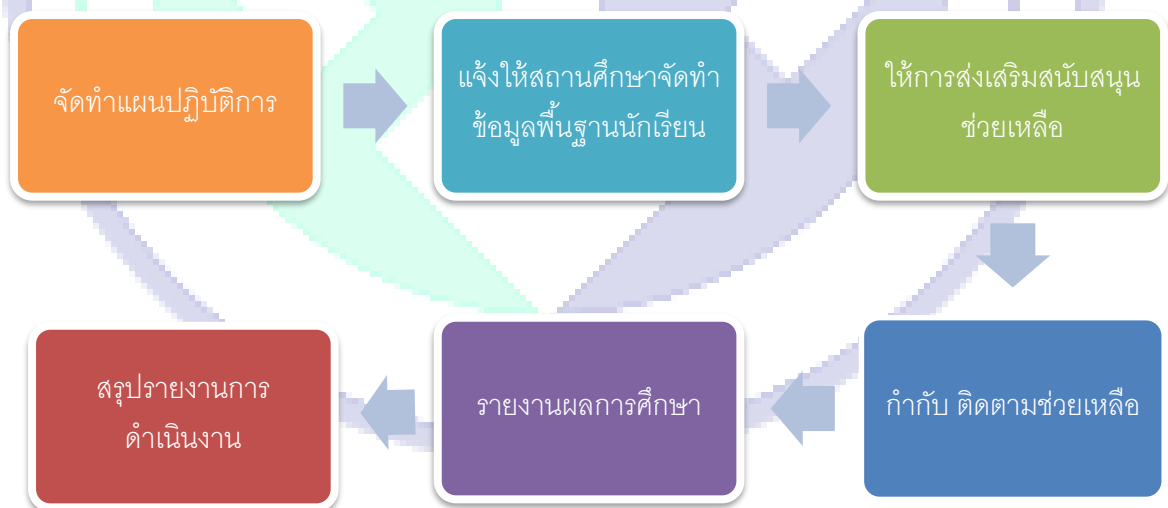 จัดทำแผนปฏิบัติการ
แจ้งให้สถานศึกษาจัดทำ
ข้อมูลพื้นฐานนักเรียน
ให้การส่งเสริมสนับสนุน
ช่วยเหลือ
กำกับ ติดตามช่วยเหลือ
รายงานผลการศึกษา
สรุปรายงานการ
ดำเนินงาน